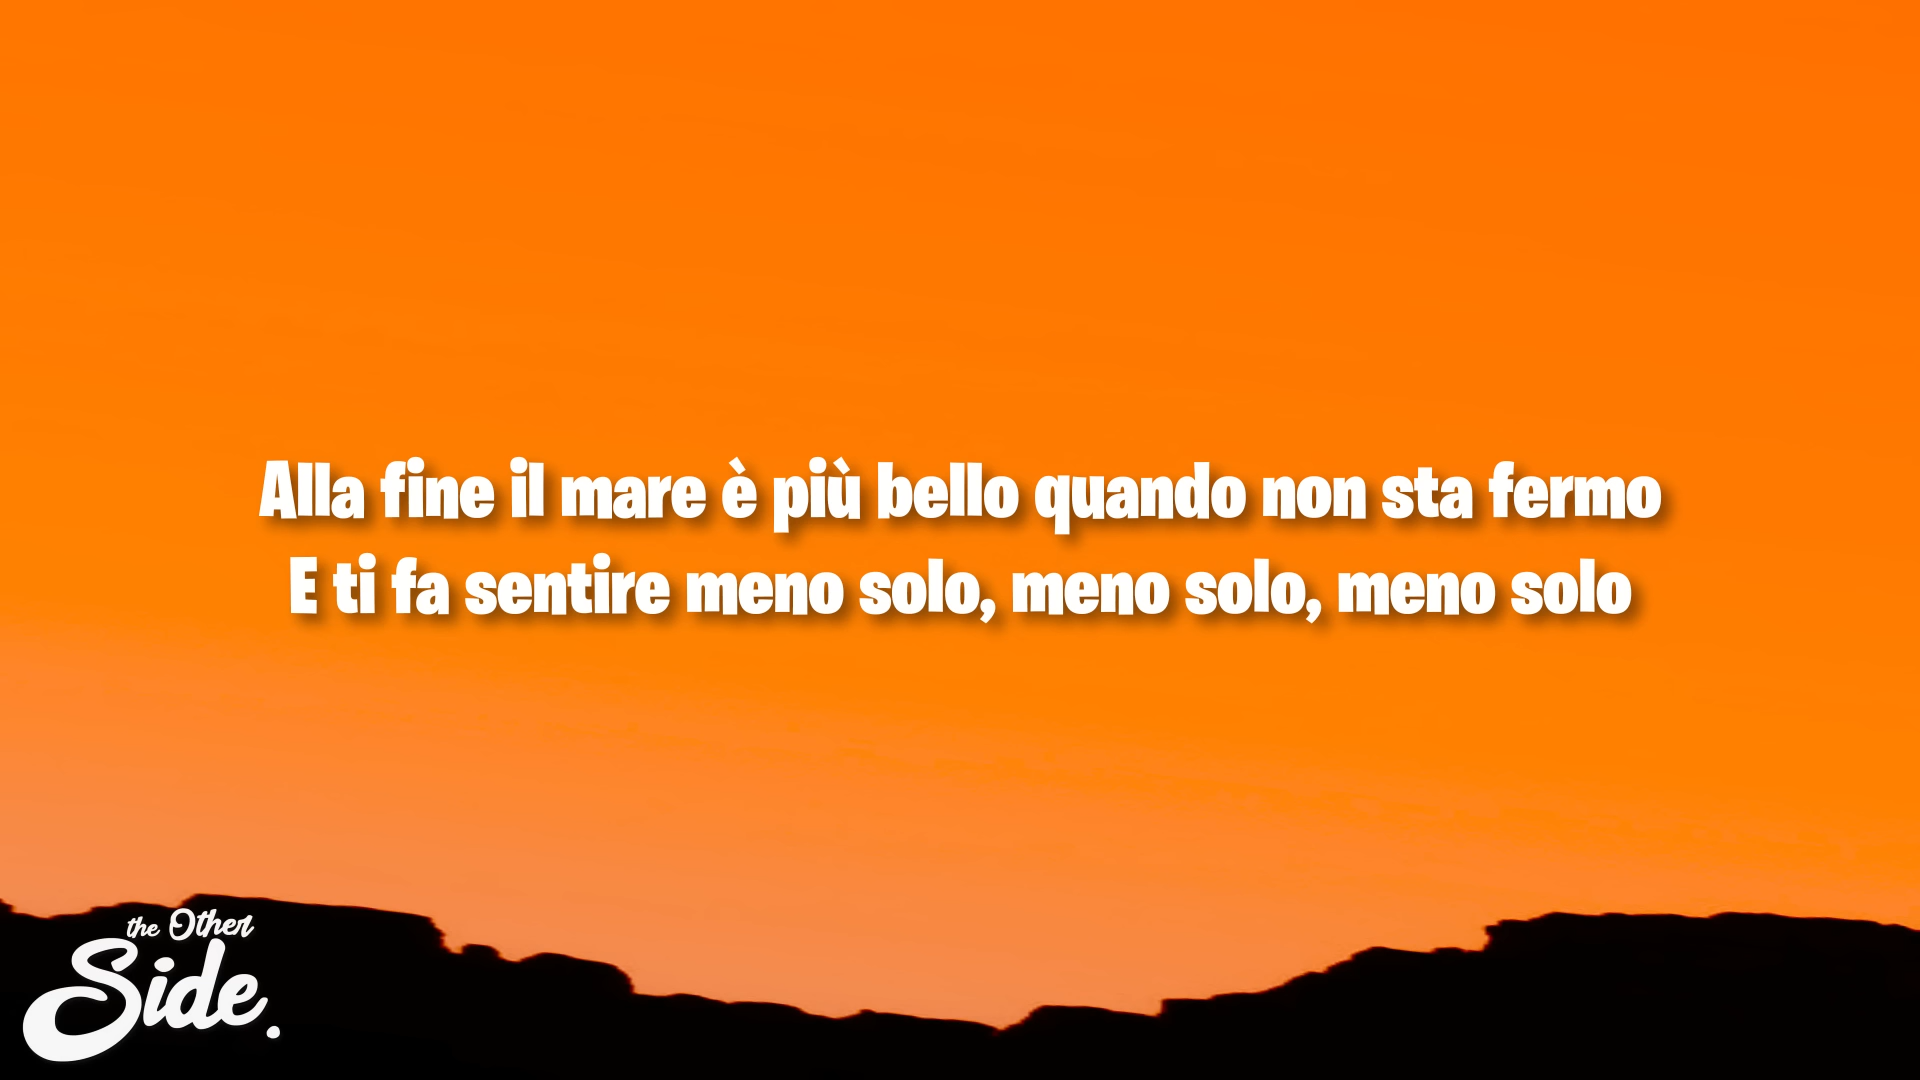 Alla fine il mare è più bello quando non sta fermo
E ti fa sentire meno solo, meno solo, meno solo
the Other
Side.